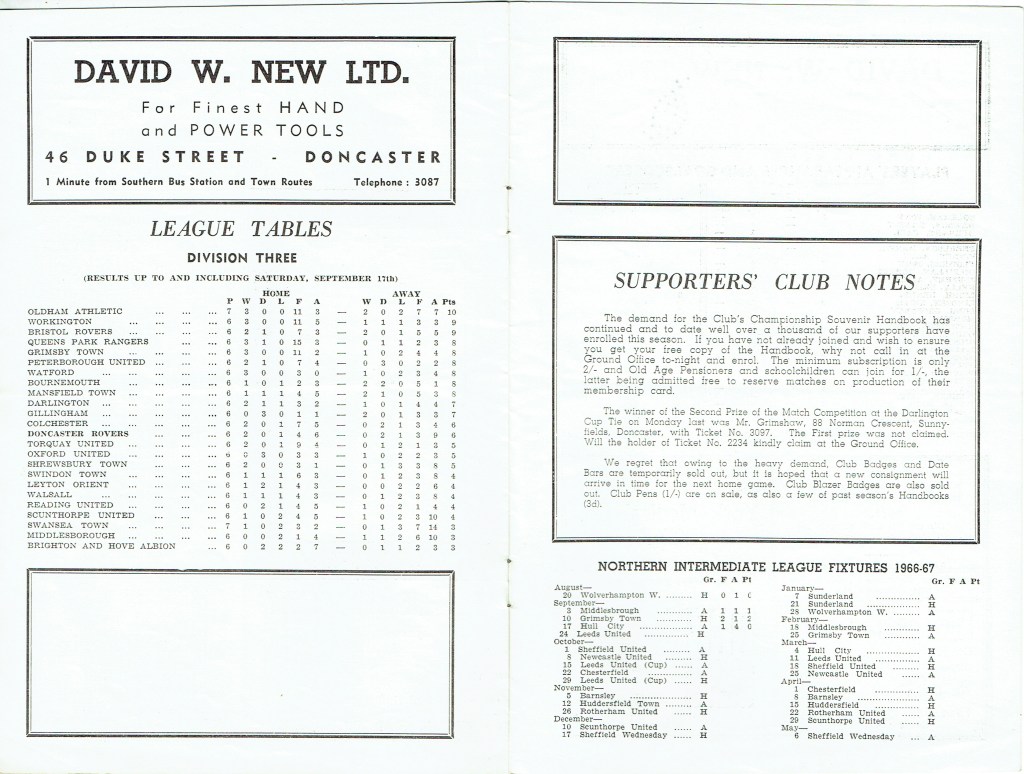 DAVID W. NEW LTD.
For Finest HAND
and POWER TOOLS
46 DUKE STREET - DONCASTER
1 Minute from Southern Bus Station and Town Routes Telephone : 3087
LEAGUE TABLES
DIVISION THREE
(RESULTS UP TO AND INCLUDING SATURDAY, SEPTEMBER 17th)
HOME AWAY
P W D L F A W D L F A Pts
OLDHAM ATHLETIC ... ... ... 7 3 0 0 11 3 — 2 0 2 7 7 10
WORKINGTON ... ... ... 6 3 0 0 11 5 — 1 1 1 3 3 9
BRISTOL ROVERS ... ... ... 6 2 1 0 7 3 — 2 0 1 5 5 9
QUEENS PARK RANGERS ... 6 3 1 0 15 3 — 0 1 1 2 3 8
GRIMSBY TOWN ... ... ... 6 3 0 0 11 2 — 1 0 2 4 4 8
PETERBOROUGH UNITED ... ... 6 2 1 0 7 4 — 0 3 0 2 2 8
WATFORD ... ... ... 6 3 0 0 3 0 — 1 0 2 3 4 8
BOURNEMOUTH ... ... ... 6 1 0 1 2 3 — 2 2 0 5 1 8
MANSFIELD TOWN ... ... ... 6 1 1 1 4 5 — 2 1 0 5 3 8
DARLINGTON ... ... ... 6 2 1 1 3 2 — 1 0 1 4 4 7
GILLINGHAM ... ... ... 6 0 3 0 1 1 — 2 0 1 3 3 7
COLCHESTER ... ... ... 6 2 0 1 7 5 — 0 2 1 3 4 6
DONCASTER ROVERS ... ... 6 2 0 1 4 6 — 0 2 1 3 9 6
TORQUAY UNITED ... ... ... 6 2 0 1 9 4 — 0 1 2 1 3 5
OXFORD UNITED ... ... ... 6 0 3 0 3 3 — 1 0 2 2 3 5
SHREWSBURY TOWN ... ... 6 2 0 0 3 1 — 0 1 3 3 8 5
SWINDON TOWN ... ... ... 6 1 1 1 6 3 — 0 1 2 3 8 4
LEYTON ORIENT ... ... ... 6 1 2 1 4 3 — 0 0 2 2 6 4
WALSALL ... ... ... 6 1 1 1 4 3 — 0 1 2 3 8 4
READING UNITED ... ... ... 6 0 2 1 4 5 — 1 0 2 1 4 4
SCUNTHORPE UNITED ... ... 6 1 0 2 4 5 — 1 0 2 3 10 4
SWANSEA TOWN ... ... ... 7 1 0 2 3 2 — 0 1 3 7 14 3
MIDDLESBOROUGH ... ... ... 6 0 0 2 1 4 — 1 1 2 6 10 3
BRIGHTON AND HOVE ALBION ... 6 0 2 2 2 7 — 0 1 1 2 3 3
SUPPORTERS' CLUB NOTES
The demand for the Club's Championship Souvenir Handbook has
continued and to date well over a thousand of our supporters have
enrolled this season. If you have not already joined and wish to ensure
you get your free copy of the Handbook, why not call in at the
Ground Office to-night and enrol. The minimum subscription is only
2/- and Old Age Pensioners and schoolchildren can join for 1/-, the
latter being admitted free to reserve matches on production of their
membership card.
The winner of the Second Prize of the Match Competition at the Darlington
Cup Tie on Monday last was Mr. Grimshaw, 88 Norman Crescent, Sunny-
fields, Doncaster, with Ticket No. 3097. The First prize was not claimed.
Will the holder of Ticket No. 2234 kindly claim at the Ground Office.
We regret that owing to the heavy demand, Club Badges and Date
Bars are temporarily sold out, but it is hoped that a new consignment will
arrive in time for the next home game. Club Blazer Badges are also sold
out. Club Pens (1/-) are on sale, as also a few of past season's Handbooks
(3d).
NORTHERN INTERMEDIATE LEAGUE FIXTURES 1966-67
Gr. F A Pt
August—
20 Wolverhampton W. ......... H 0 1 0
September—
3 Middlesbrough ............... A 1 1 1
10 Grimsby Town ............... H 2 1 2
17 Hull City ..................... A 1 4 0
24 Leeds United .................. H
October—
1 Sheffield United ......... A
8 Newcastle United ......... H
15 Leeds United (Cup) ...... A
22 Chesterfield ............... A
29 Leeds United (Cup) ...... H
November—
5 Barnsley ..................... H
12 Huddersfield Town ......... A
26 Rotherham United ...... H
December—
10 Scunthorpe United ...... A
17 Sheffield Wednesday ...... H
Gr. F A Pt
January—
7 Sunderland ............... A
21 Sunderland ............... H
28 Wolverhampton W. ......... A
February—
18 Middlesbrough ............ H
25 Grimsby Town ............ A
March—
4 Hull City ............... H
11 Leeds United ............ A
18 Sheffield United ......... H
25 Newcastle United ......... A
April—
1 Chesterfield ............... H
8 Barnsley .................. A
15 Huddersfield ............ H
22 Rotherham United ...... A
29 Scunthorpe United ...... H
May—
6 Sheffield Wednesday ... A